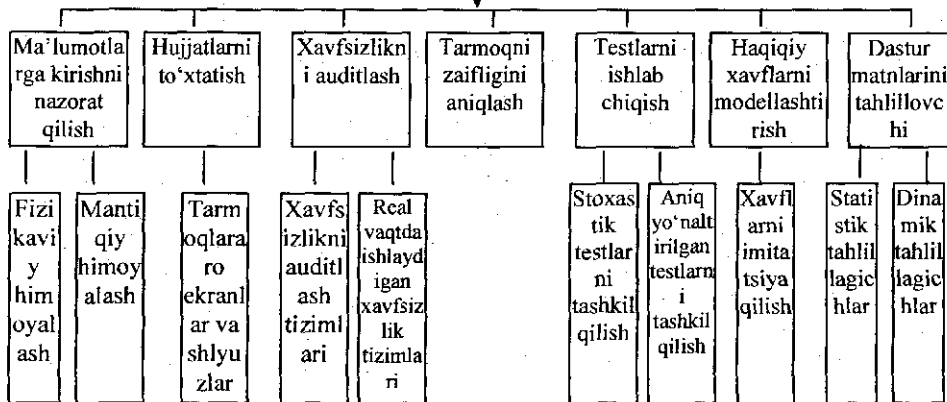 Ma'lumotla
rga kirishni
nazorat
qilish
Hujjatlarni
to‘xtatish
Xavfsizlikn
i auditlash
Tarmoqni
zaifligini
aniqlash
Testlarni
ishlab
chiqish
Haqiqiy
xavflarni
modellashti
rish
Dastur
matnlarini
tahlillovc
hi
Fizi
kaviy
y
him
oyal
ash
Manti
qiy
himoy
alash
Tarm
oqlara
ro
ekranl
ar va
shlyu
zlar
Xavfs
izlikni
auditl
ash
tiziml
ari
Real
vaqtda
ishlayd
igan
xavfsiz
lik
tizimla
ri
Stoxas
tik
testlar
ni
tashkil
qilish
Aniq
yo‘nalt
irilgan
testlarn
i
tashkil
qilish
Xavfl
arni
imita
tsiya
qilish
Stati
stik
tahlil
lagic
hlar
Dina
mik
tahlil
lagic
hlar